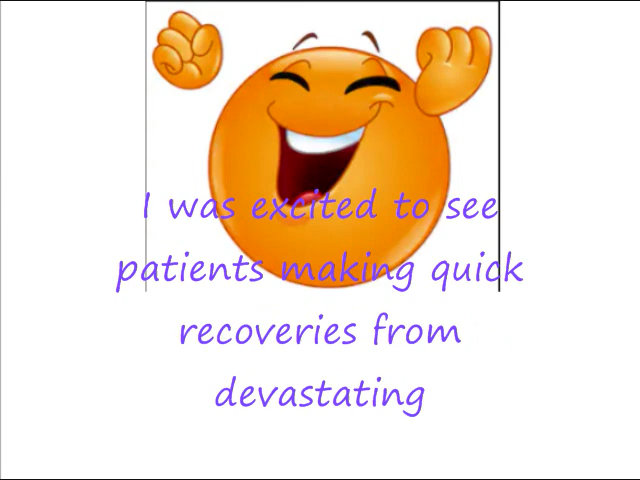 I was excited to see
patients making quick
recoveries from
devastating